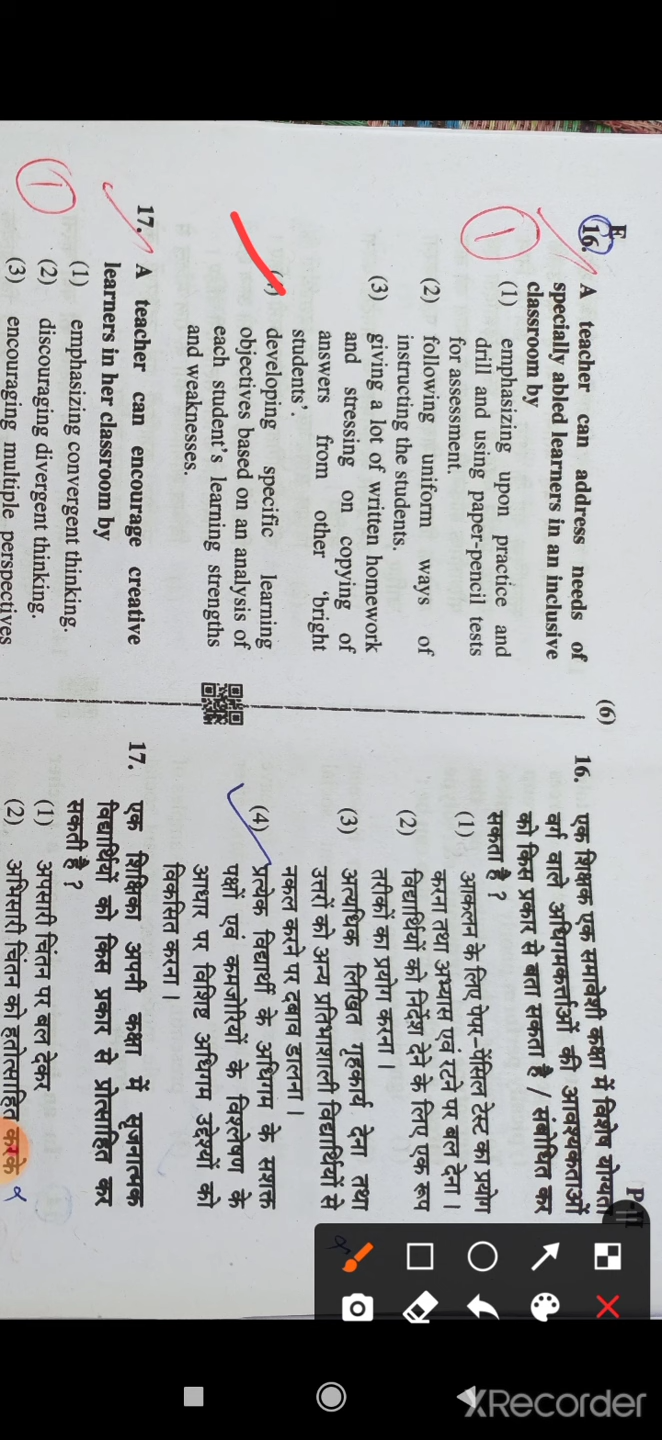 E
(6)
P-II
16. A teacher can address needs of
specially abled learners in an inclusive
classroom by
(1) emphasizing upon practice and
drill and using paper-pencil tests
for assessment.
(2) following uniform ways of
instructing the students.
(3) giving a lot of written homework
and stressing on copying of
answers from other ‘bright
students’.
developing specific learning
objectives based on an analysis of
each student’s learning strengths
and weaknesses.
17. A teacher can encourage creative
learners in her classroom by
(1) emphasizing convergent thinking.
(2) discouraging divergent thinking.
(3) encouraging multiple perspectives
1
1
16. एक शिक्षक एक समावेशी कक्षा में विशेष योग्यता
वर्ग वाले अधिगमकर्त्ताओं की आवश्यकताओं
को किस प्रकार से बता सकता है / संबोधित कर
सकता है ?
(1) आकलन के लिए पेपर-पेंसिल टेस्ट का प्रयोग
करना तथा अभ्यास एवं रटने पर बल देना ।
(2) विद्यार्थियों को निर्देश देने के लिए एक रूप
तरीकों का प्रयोग करना ।
(3) अत्यधिक लिखित गृहकार्य देना तथा
उत्तरों को अन्य प्रतिभाशाली विद्यार्थियों से
नकल करने पर दबाव डालना ।
(4) प्रत्येक विद्यार्थी के अधिगम के सशक्त
पक्षों एवं कमजोरियों के विश्लेषण के
आधार पर विशिष्ट अधिगम उद्देश्यों को
विकसित करना ।
17. एक शिक्षिका अपनी कक्षा में सृजनात्मक
विद्यार्थियों को किस प्रकार से प्रोत्साहित कर
सकती है ?
(1) अपसारी चिंतन पर बल देकर
(2) अभिसारी चिंतन को हतोत्साहित करके
XRecorder